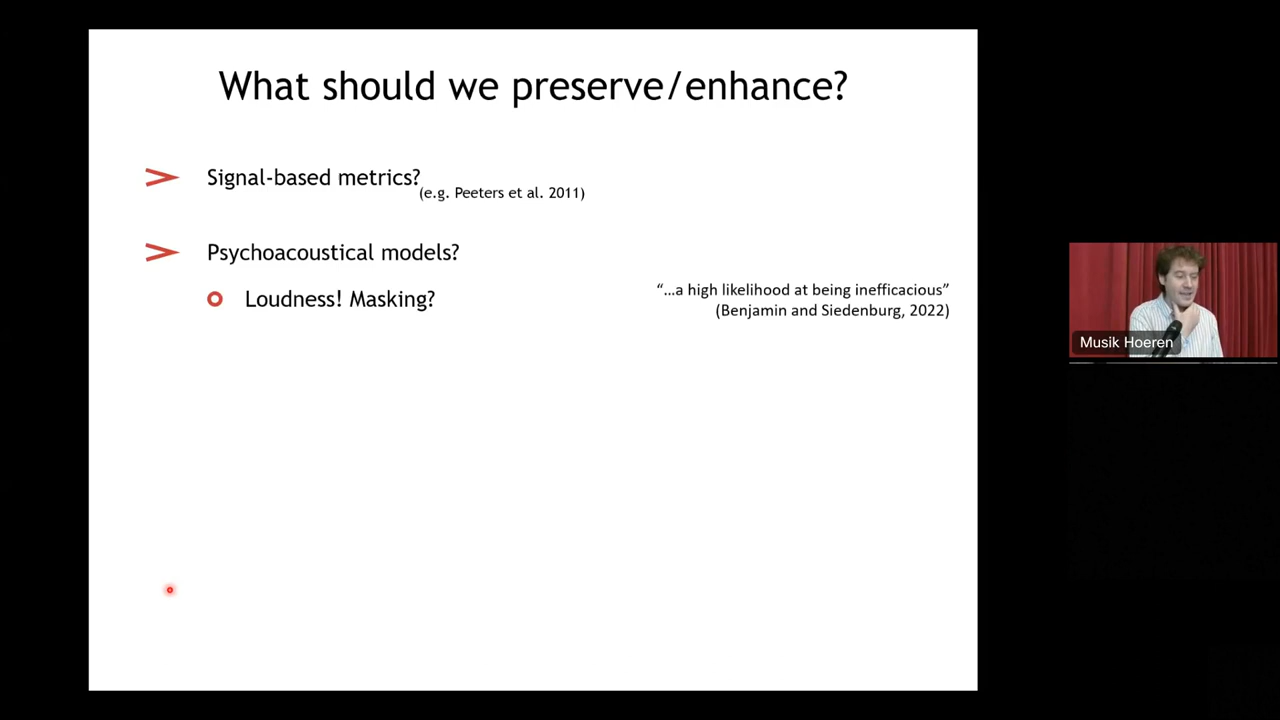 What should we preserve/enhance?
Signal-based metrics?
(e.g. Peeters et al. 2011)
Psychoacoustical models?
Loudness! Masking?
“…a high likelihood at being inefficacious”
(Benjamin and Siedenburg, 2022)
Musik Hoeren